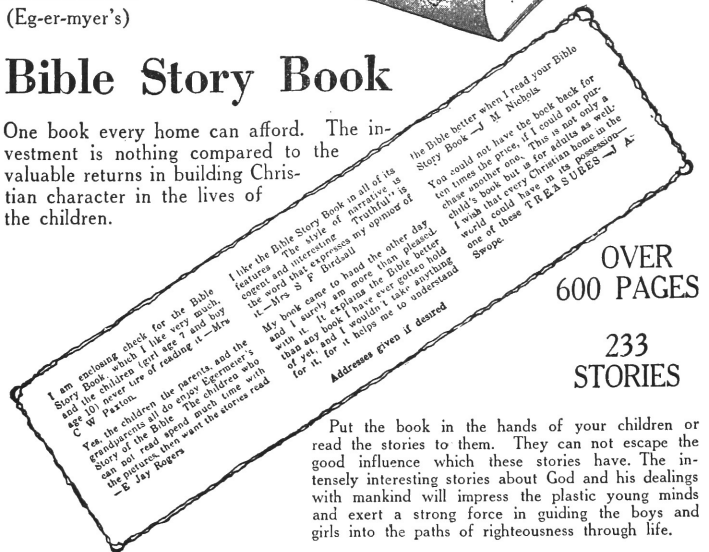 (Eg-er-myer's)
Bible Story Book
One book every home can afford. The in-
vestment is nothing compared to the
valuable returns in building Chris-
tian character in the lives of
the children.
I am enclosing check for the Bible
Story Book, which I like very much,
and the children (girl age 7 and boy
age 10) never tire of reading it—Mrs
C W Paxton.
Yes, the children the parents, and the
grandparents all do enjoy Egermeier's
Story of the Bible The children who
can not read spend much time with
the pictures, then want the stories read
—E Jay Rogers
I like the Bible Story Book in all of its
features The style of narrative is
cogent and interesting "Truthful" is
the word that expresses my opinion of
it—Mrs S F Birdsall
My book came to hand the other day
and I surely am more than pleased
with it. It explains the Bible better
than any book I have ever gotten hold
of yet, and I wouldn't take anything
for it, for it helps me to understand
the Bible better when I read your Bible
Story Book—J M Nichols.
You could not have the book back for
ten times the price, if I could not pur-
chase another one. This is not only a
child's book but is for adults as well.
I wish that every Christian home in the
world could have in its possession—
one of these TREASURES—J A.
Swope.
Addresses given if desired
OVER
600 PAGES
233
STORIES
Put the book in the hands of your children or
read the stories to them. They can not escape the
good influence which these stories have. The in-
tensely interesting stories about God and his dealings
with mankind will impress the plastic young minds
and exert a strong force in guiding the boys and
girls into the paths of righteousness through life.